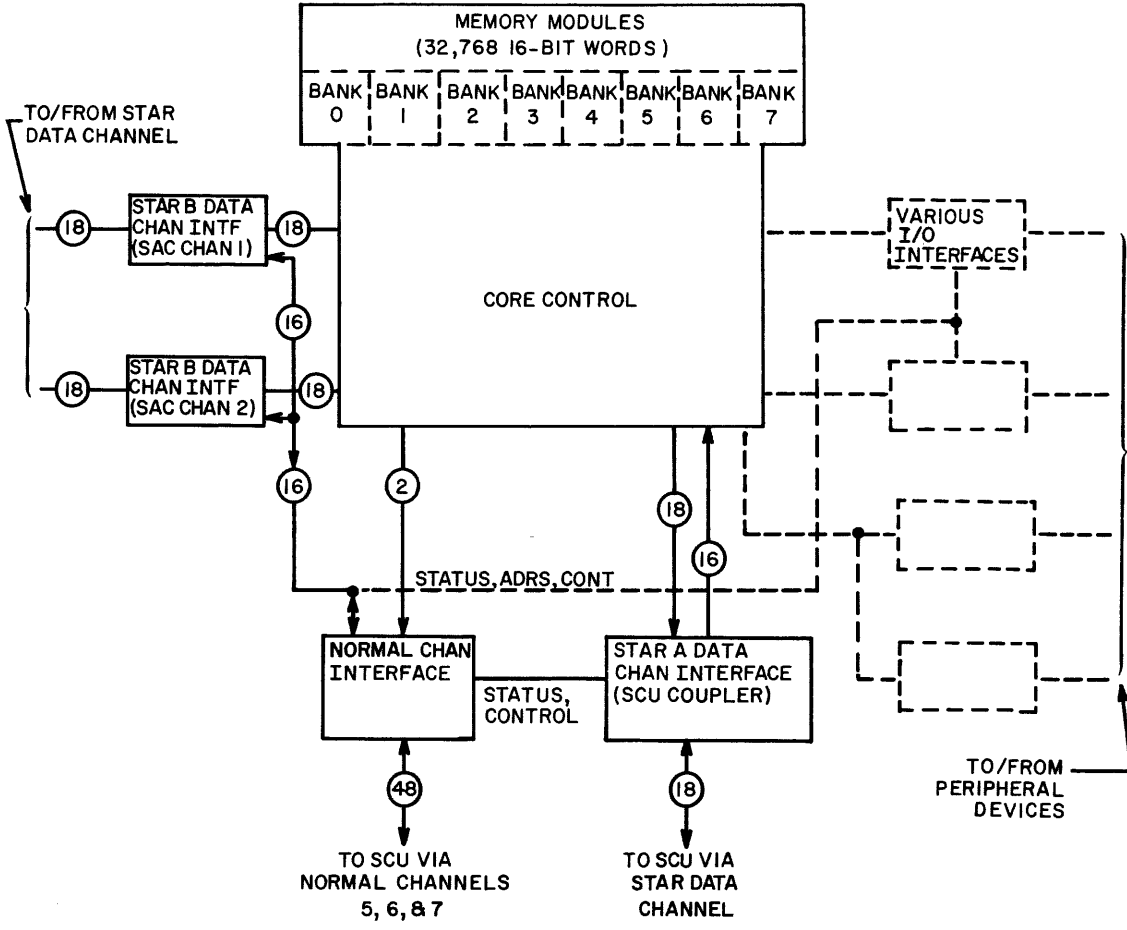 MEMORY MODULES
(32,768 16-BIT WORDS)
BANK 0
BANK 1
BANK 2
BANK 3
BANK 4
BANK 5
BANK 6
BANK 7
TO/FROM STAR
DATA CHANNEL
18
STAR B DATA
CHAN INTF
(SAC CHAN 1)
18
VARIOUS
I/O
INTERFACES
CORE CONTROL
16
18
STAR B DATA
CHAN INTF
(SAC CHAN 2)
18
16
2
18
16
STATUS, ADRS, CONT
NORMAL CHAN
INTERFACE
STATUS,
CONTROL
STAR A DATA
CHAN INTERFACE
(SCU COUPLER)
48
18
TO/FROM
PERIPHERAL
DEVICES
TO SCU VIA
NORMAL CHANNELS
5, 6, & 7
TO SCU VIA
STAR DATA
CHANNEL